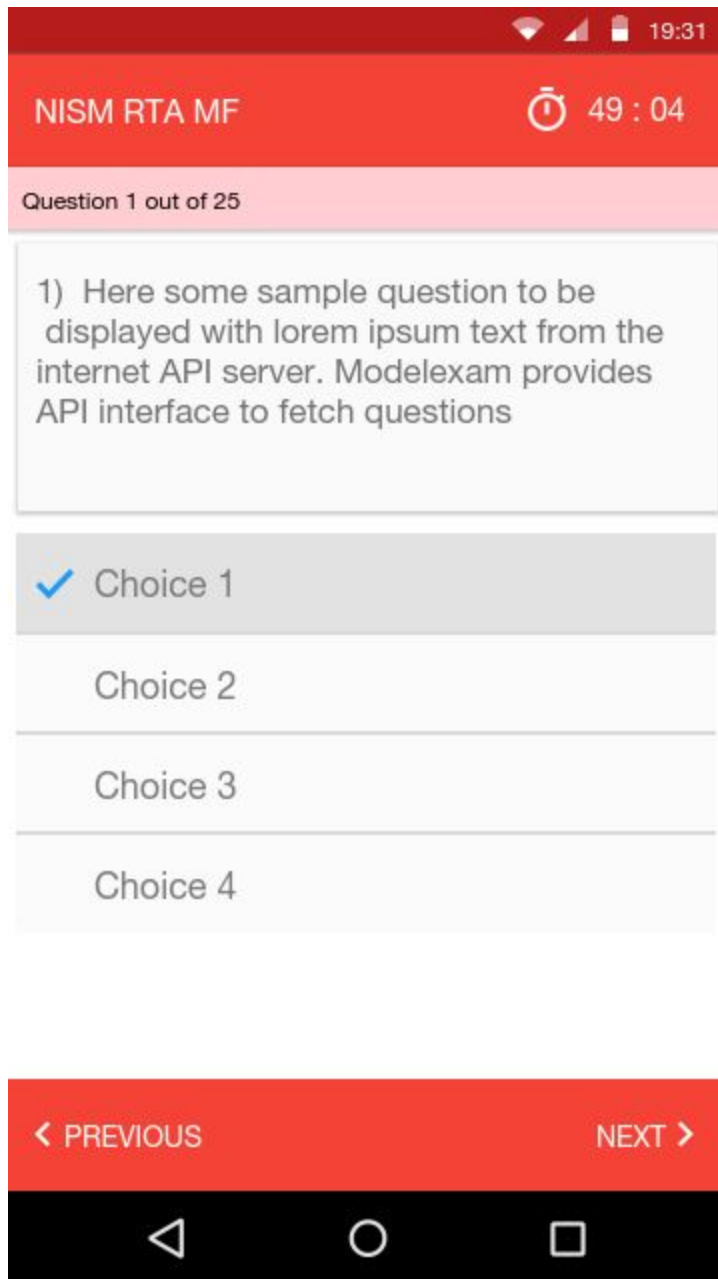 19:31
NISM RTA MF
49 : 04
Question 1 out of 25
1) Here some sample question to be
displayed with lorem ipsum text from the
internet API server. Modelexam provides
API interface to fetch questions
Choice 1
Choice 2
Choice 3
Choice 4
PREVIOUS
NEXT